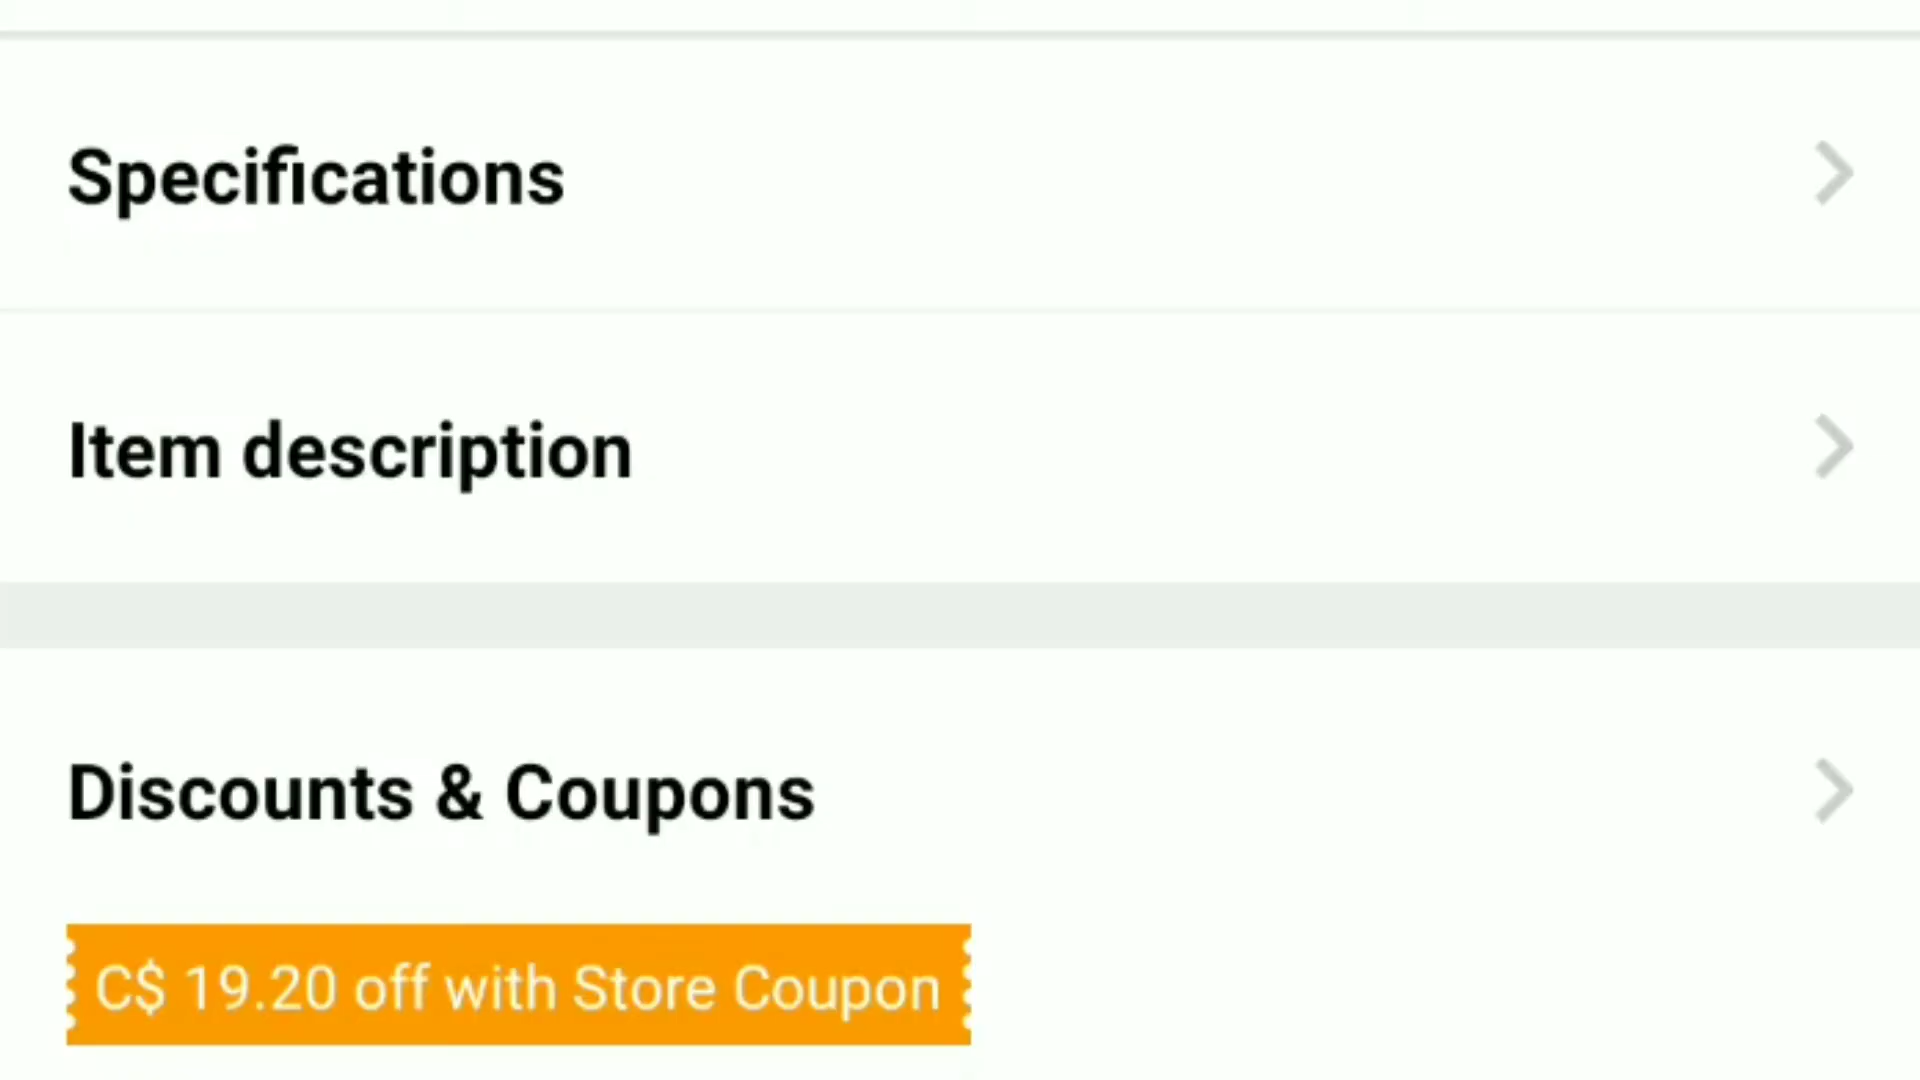 Specifications
Item description
Discounts & Coupons
C$ 19.20 off with Store Coupon